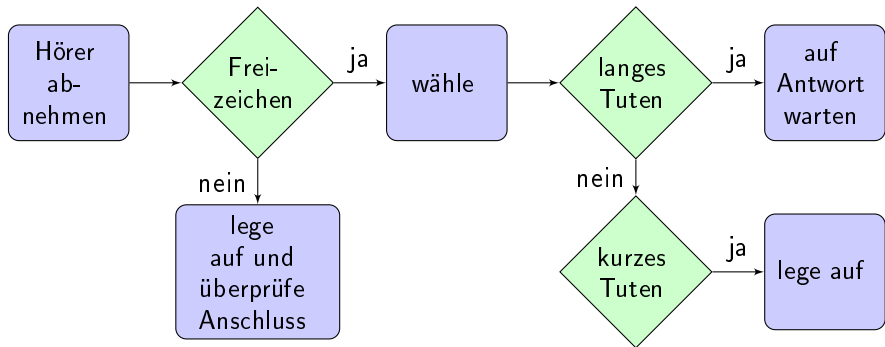 Hörer
ab-
nehmen
Frei-
zeichen
ja
wähle
langes
Tuten
ja
auf
Antwort
warten
nein
lege
auf und
überprüfe
Anschluss
nein
kurzes
Tuten
ja
lege auf